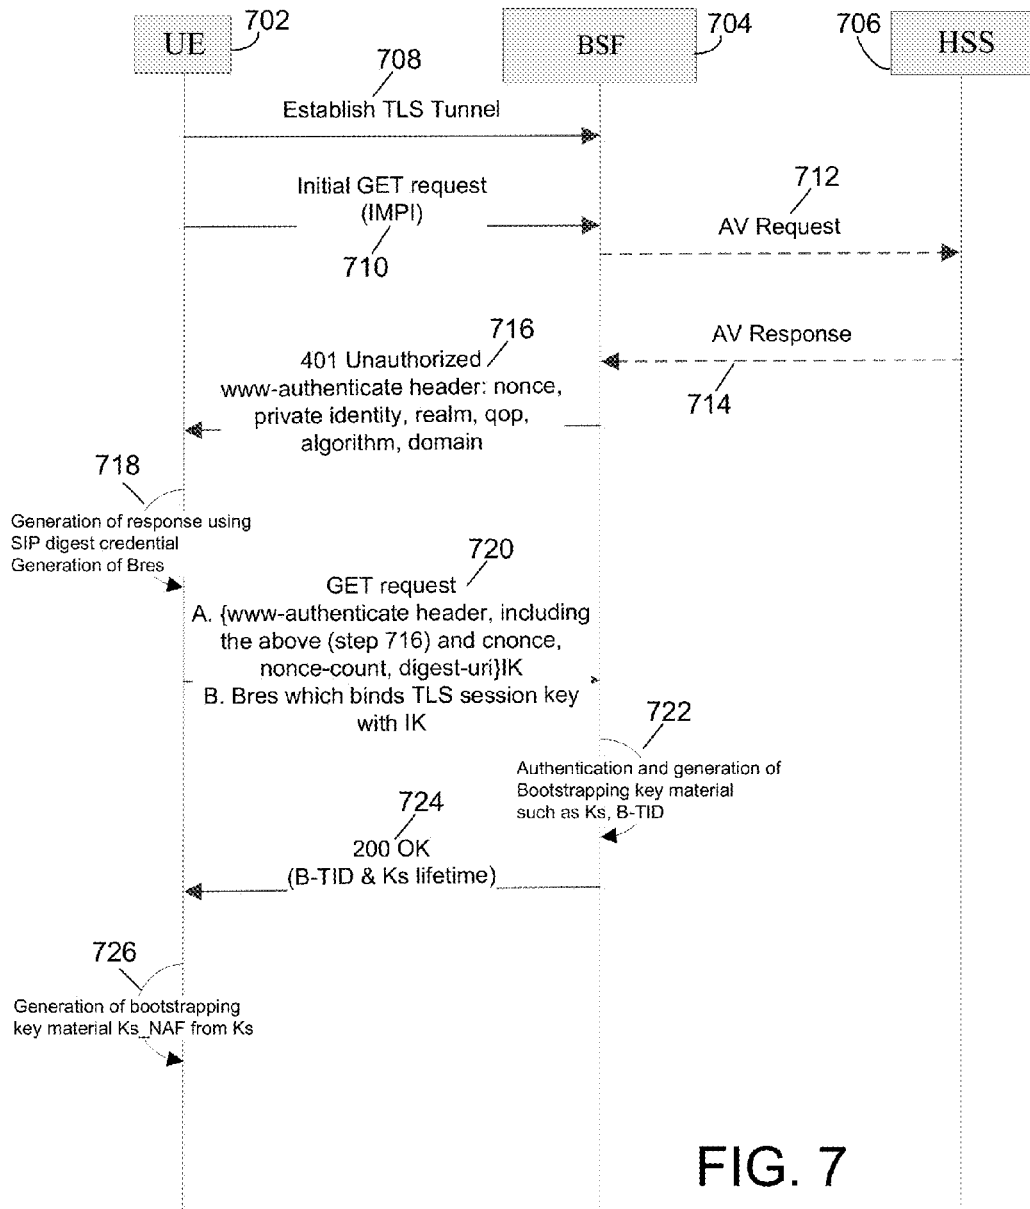 UE
702
BSF
704
706
HSS
708
Establish TLS Tunnel
Initial GET request
(IMPI)
710
712
AV Request
AV Response
714
716
401 Unauthorized
www-authenticate header: nonce,
private identity, realm, qop,
algorithm, domain
718
Generation of response using
SIP digest credential
Generation of Bres
720
GET request
A. {www-authenticate header, including
the above (step 716) and cnonce,
nonce-count, digest-uri}IK
B. Bres which binds TLS session key
with IK
722
Authentication and generation of
Bootstrapping key material
such as Ks, B-TID
724
200 OK
(B-TID & Ks lifetime)
726
Generation of bootstrapping
key material Ks_NAF from Ks
FIG. 7